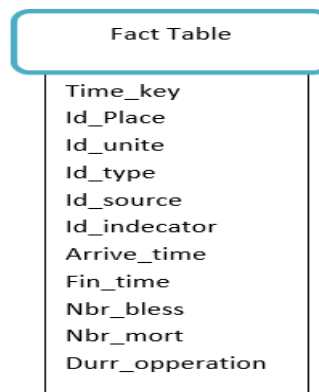 Fact Table
Time_key
Id_Place
Id_unite
Id_type
Id_source
Id_indecator
Arrive_time
Fin_time
Nbr_bless
Nbr_mort
Durr_opperation